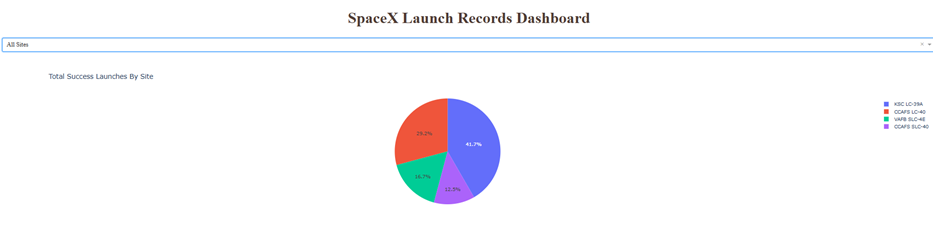 SpaceX Launch Records Dashboard
All Sites
Total Success Launches By Site
KSC LC-39A
CCAFS LC-40
VAFB SLC-4E
CCAFS SLC-40
29.2%
41.7%
16.7%
12.5%